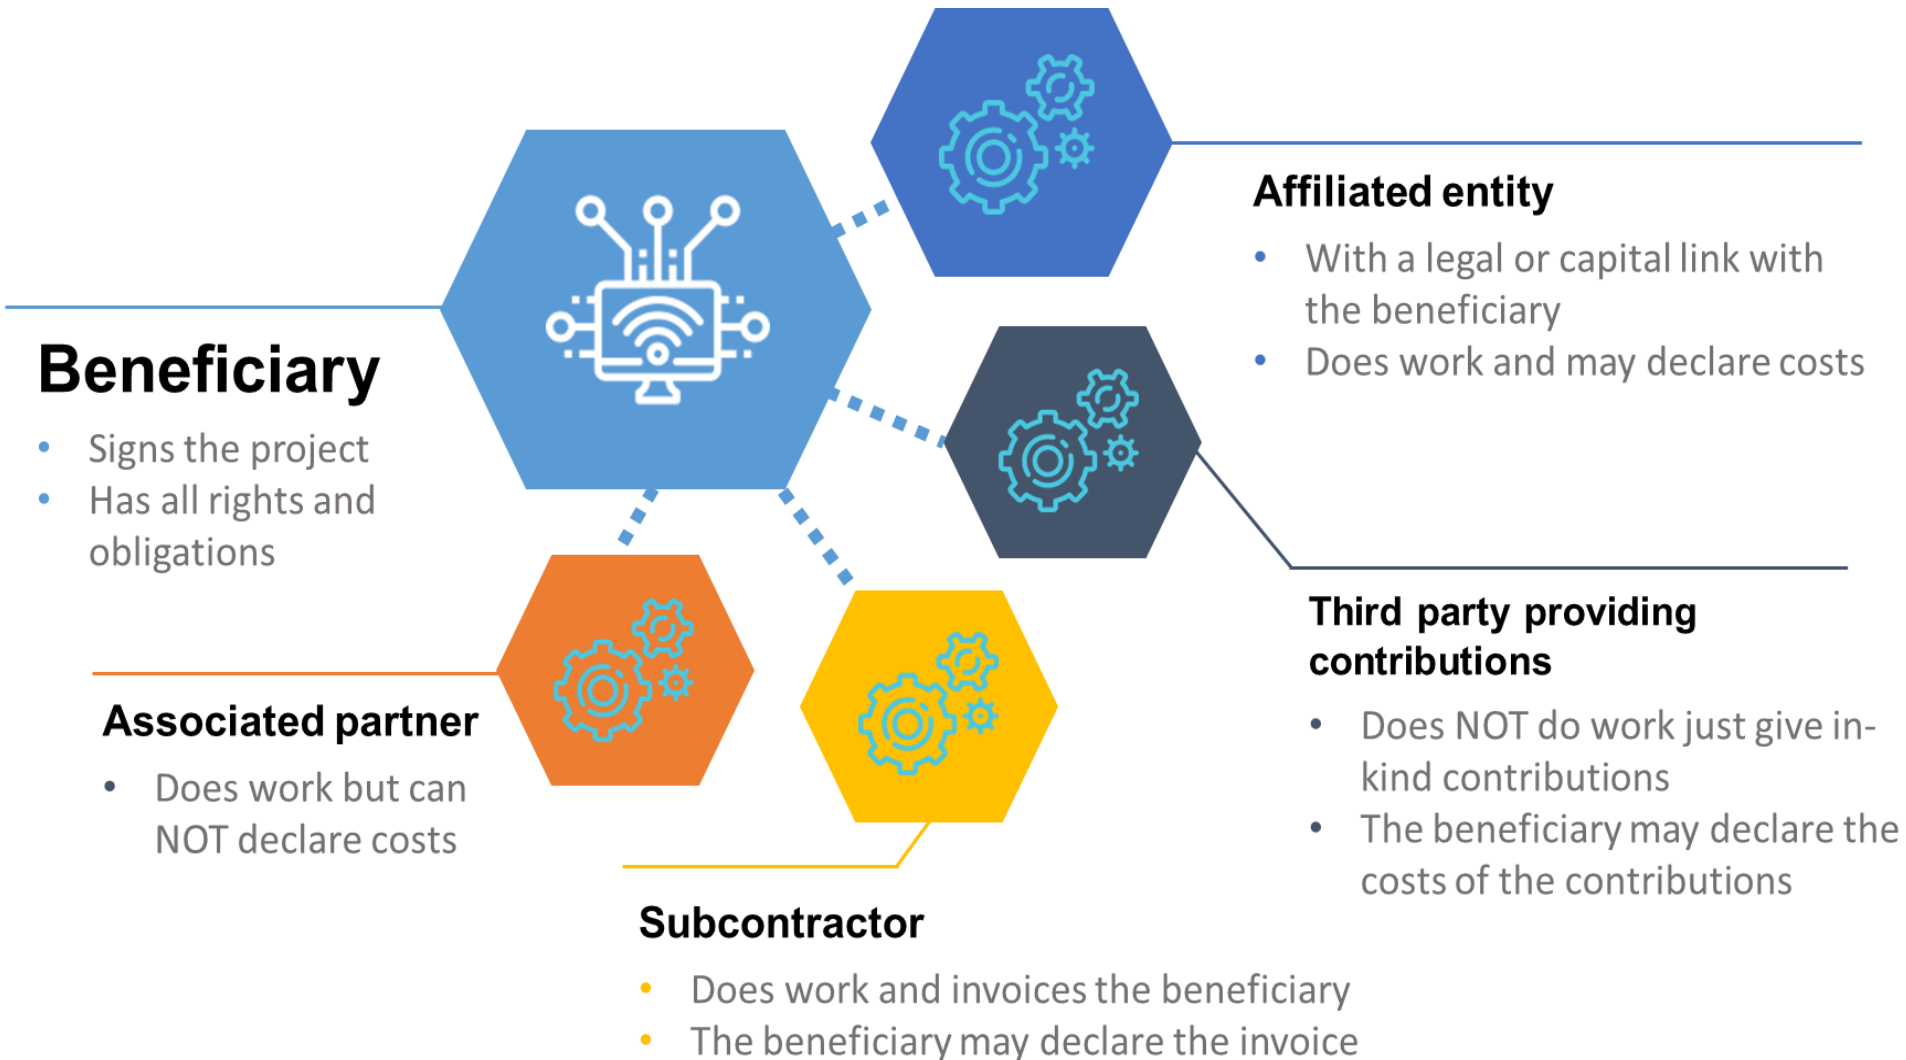 Beneficiary
• Signs the project
• Has all rights and
obligations
Affiliated entity
• With a legal or capital link with
the beneficiary
• Does work and may declare costs
Third party providing
contributions
• Does NOT do work just give in-
kind contributions
• The beneficiary may declare the
costs of the contributions
Associated partner
• Does work but can
NOT declare costs
Subcontractor
• Does work and invoices the beneficiary
• The beneficiary may declare the invoice